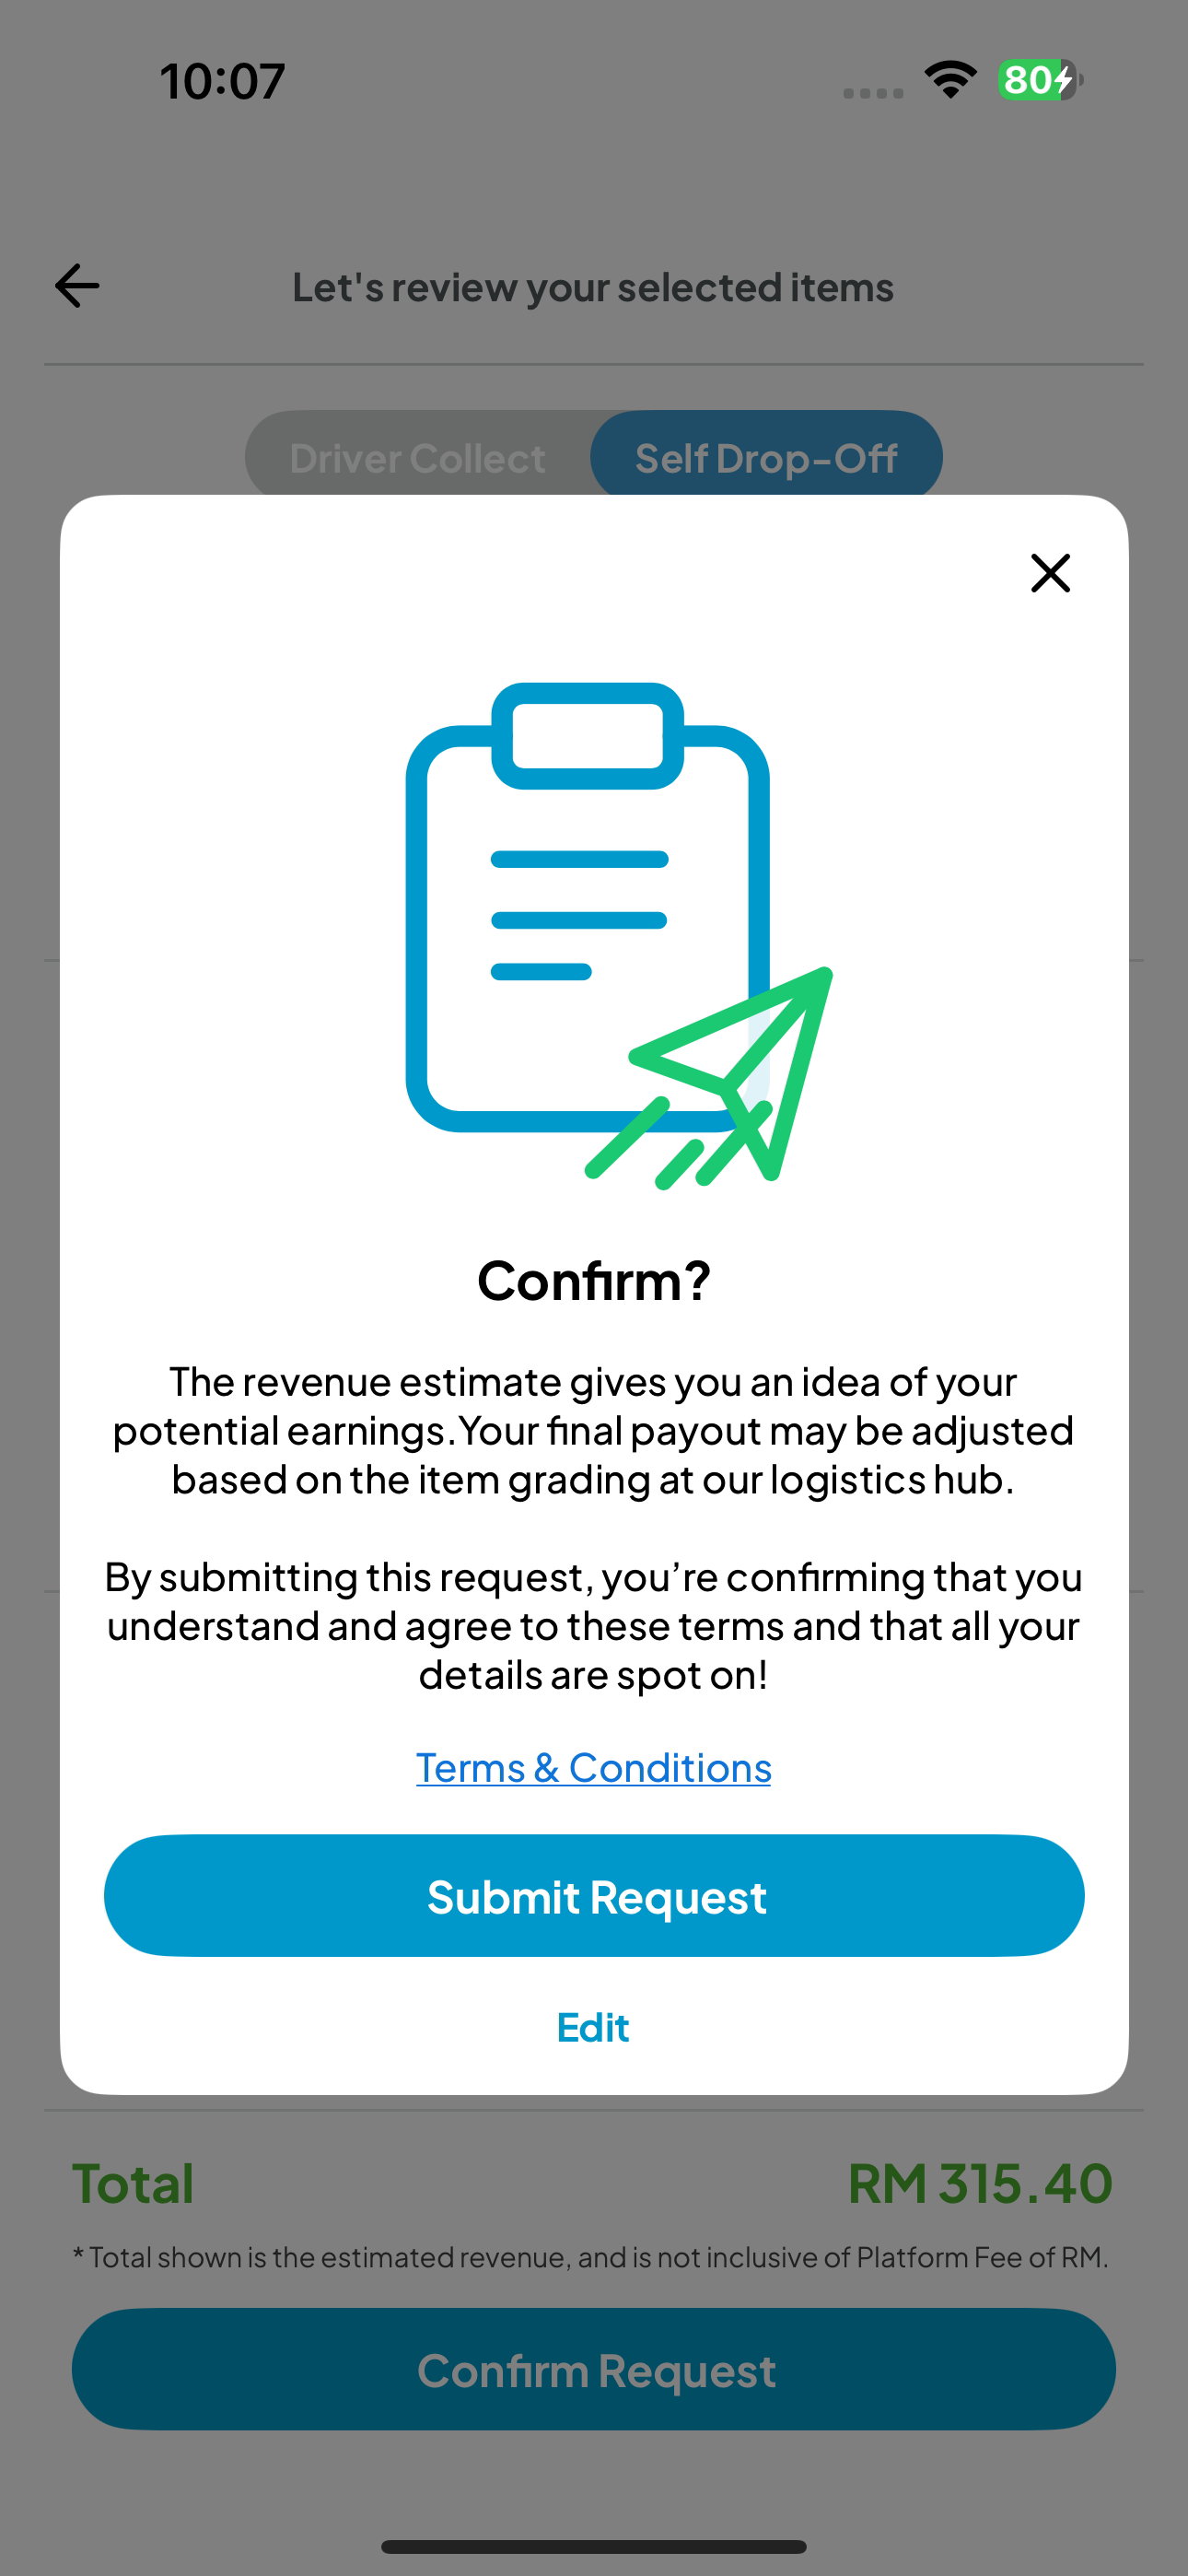 10:07
80
Let's review your selected items
Driver Collect
Self Drop-Off
Confirm?
The revenue estimate gives you an idea of your
potential earnings.Your final payout may be adjusted
based on the item grading at our logistics hub.
By submitting this request, you’re confirming that you
understand and agree to these terms and that all your
details are spot on!
Terms & Conditions
Submit Request
Edit
Total
RM 315.40
* Total shown is the estimated revenue, and is not inclusive of Platform Fee of RM.
Confirm Request